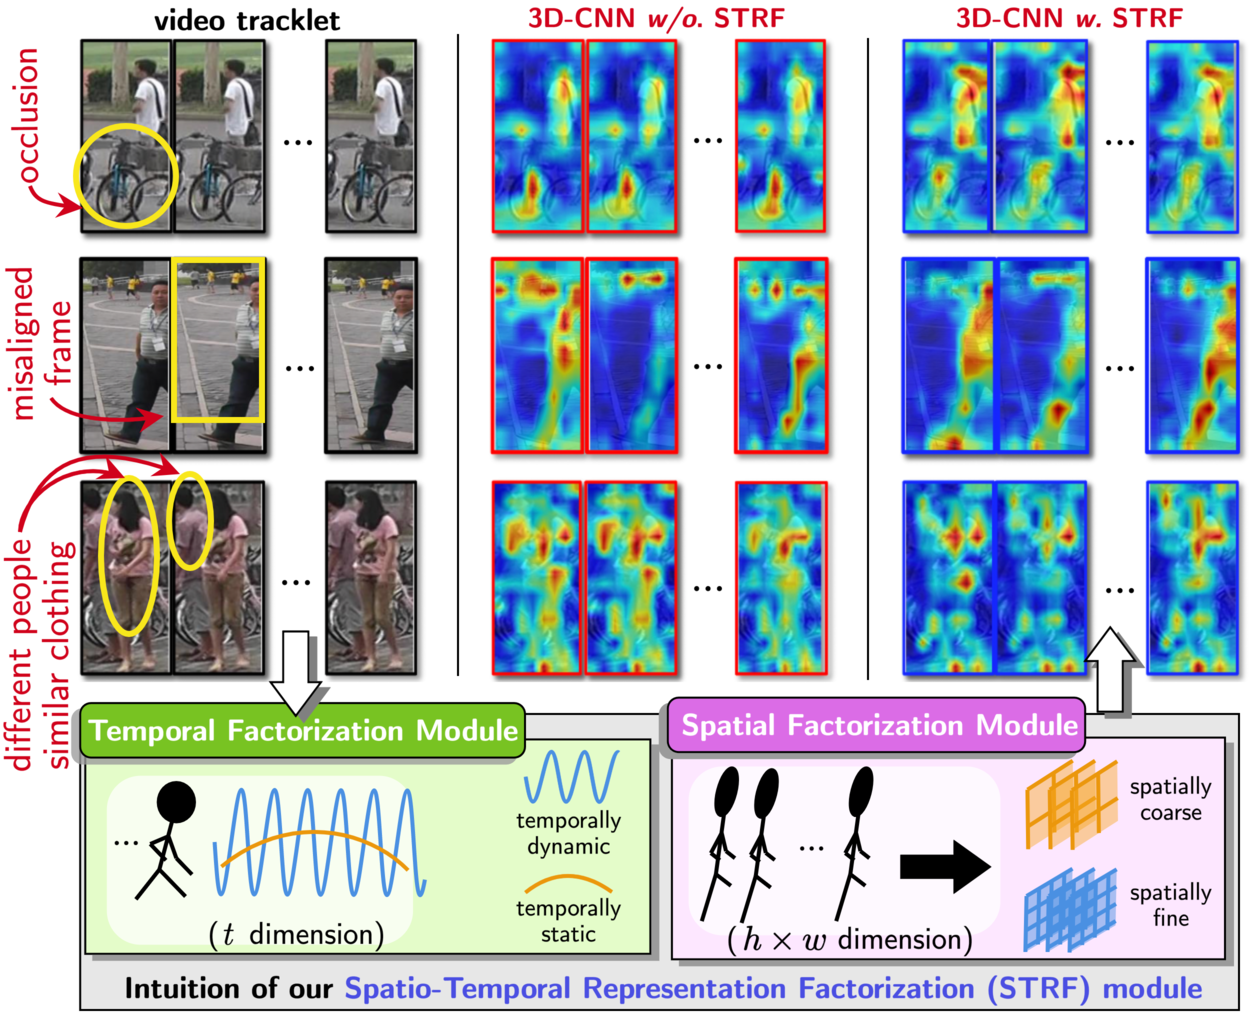 video tracklet
3D-CNN w/o. STRF
3D-CNN w. STRF
occlusion
...
...
...
misaligned
frame
...
...
...
different people
similar clothing
...
...
...
Temporal Factorization Module
Spatial Factorization Module
...
temporally
dynamic
temporally
static
(t dimension)
...
spatially
coarse
spatially
fine
(h × w dimension)
Intuition of our Spatio-Temporal Representation Factorization (STRF) module